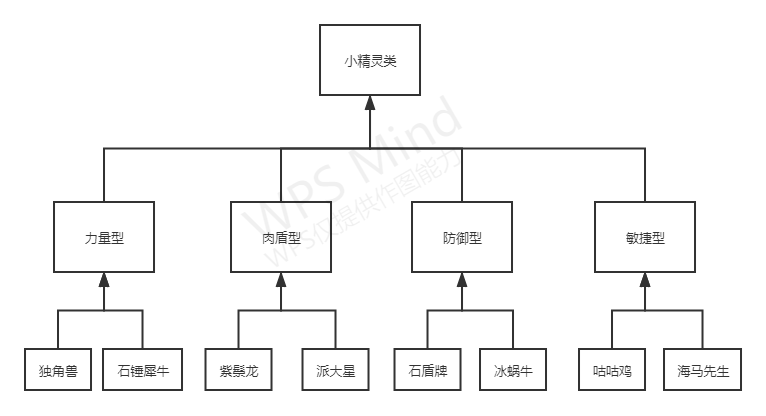 小精灵类
WPS Mind
WPS仅提供作图能力
力量型
肉盾型
防御型
敏捷型
独角兽
石锤犀牛
紫鬃龙
派大星
石盾牌
冰蜗牛
咕咕鸡
海马先生